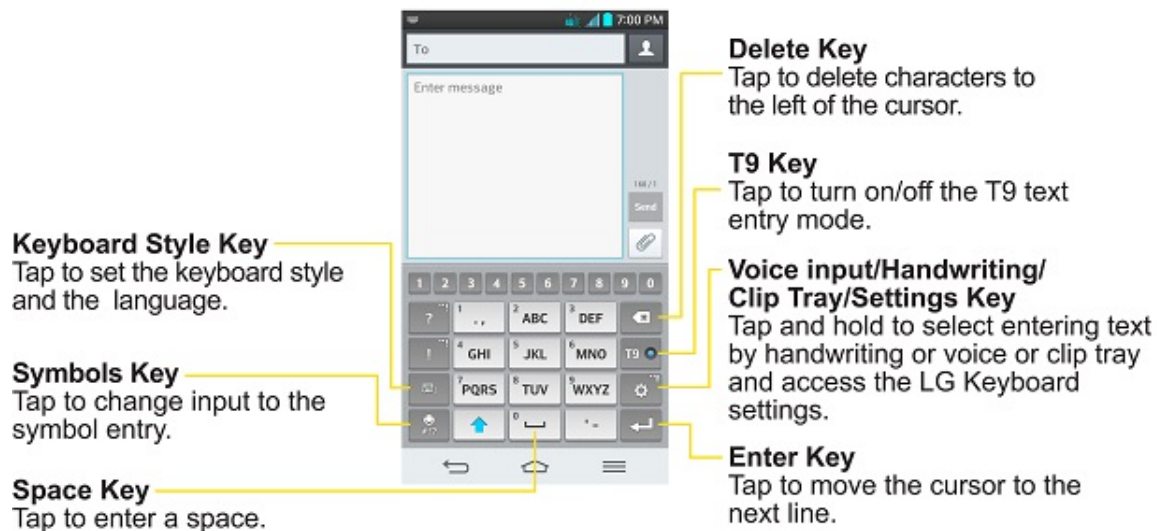 7:00 PM
To
Enter message
160/1
Send
1 2 3 4 5 6 7 8 9 0
? 1 ., 2 ABC 3 DEF
! 4 GHI 5 JKL 6 MNO T9
7 PQRS 8 TUV 9 WXYZ
0
Keyboard Style Key
Tap to set the keyboard style
and the language.
Symbols Key
Tap to change input to the
symbol entry.
Space Key
Tap to enter a space.
Delete Key
Tap to delete characters to
the left of the cursor.
T9 Key
Tap to turn on/off the T9 text
entry mode.
Voice input/Handwriting/
Clip Tray/Settings Key
Tap and hold to select entering text
by handwriting or voice or clip tray
and access the LG Keyboard
settings.
Enter Key
Tap to move the cursor to the
next line.